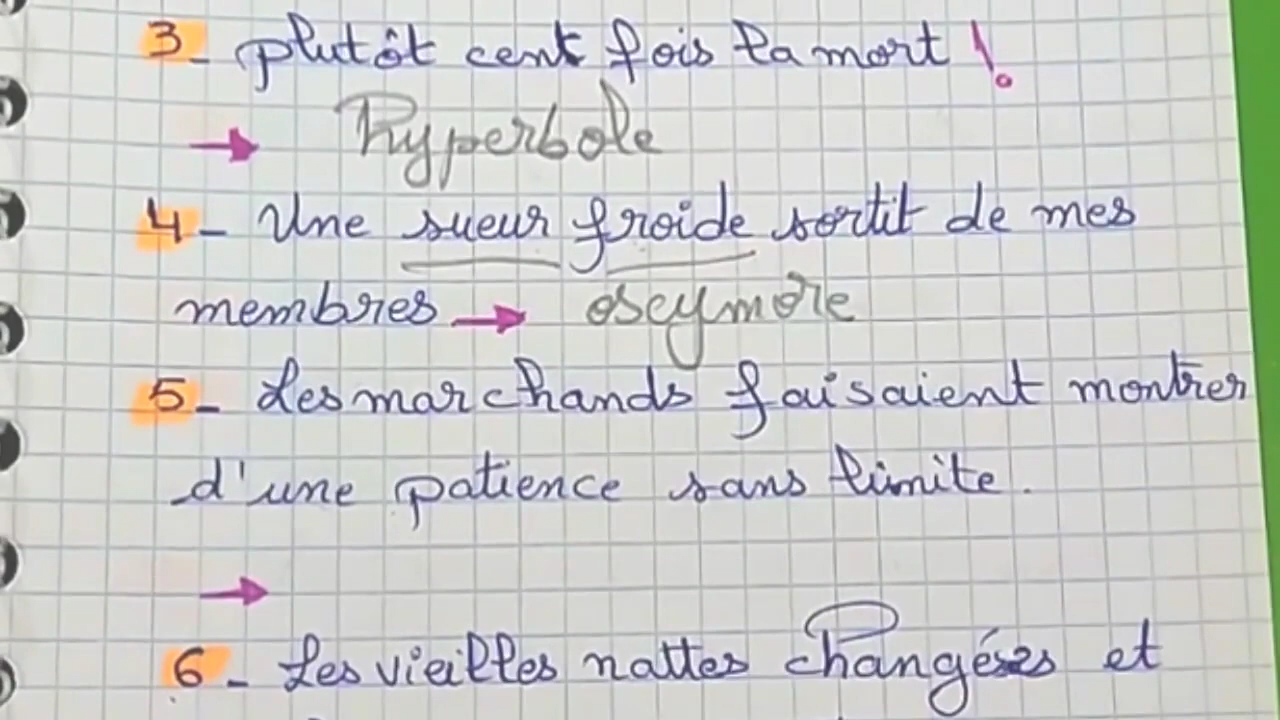 3- plutôt cent fois la mort !
→ hyperbole
4- Une sueur froide sortit de mes
membres → oscymore
5- Les marchands faisaient montrer
d'une patience sans limite.
→
6- Les vieilles nattes changées et